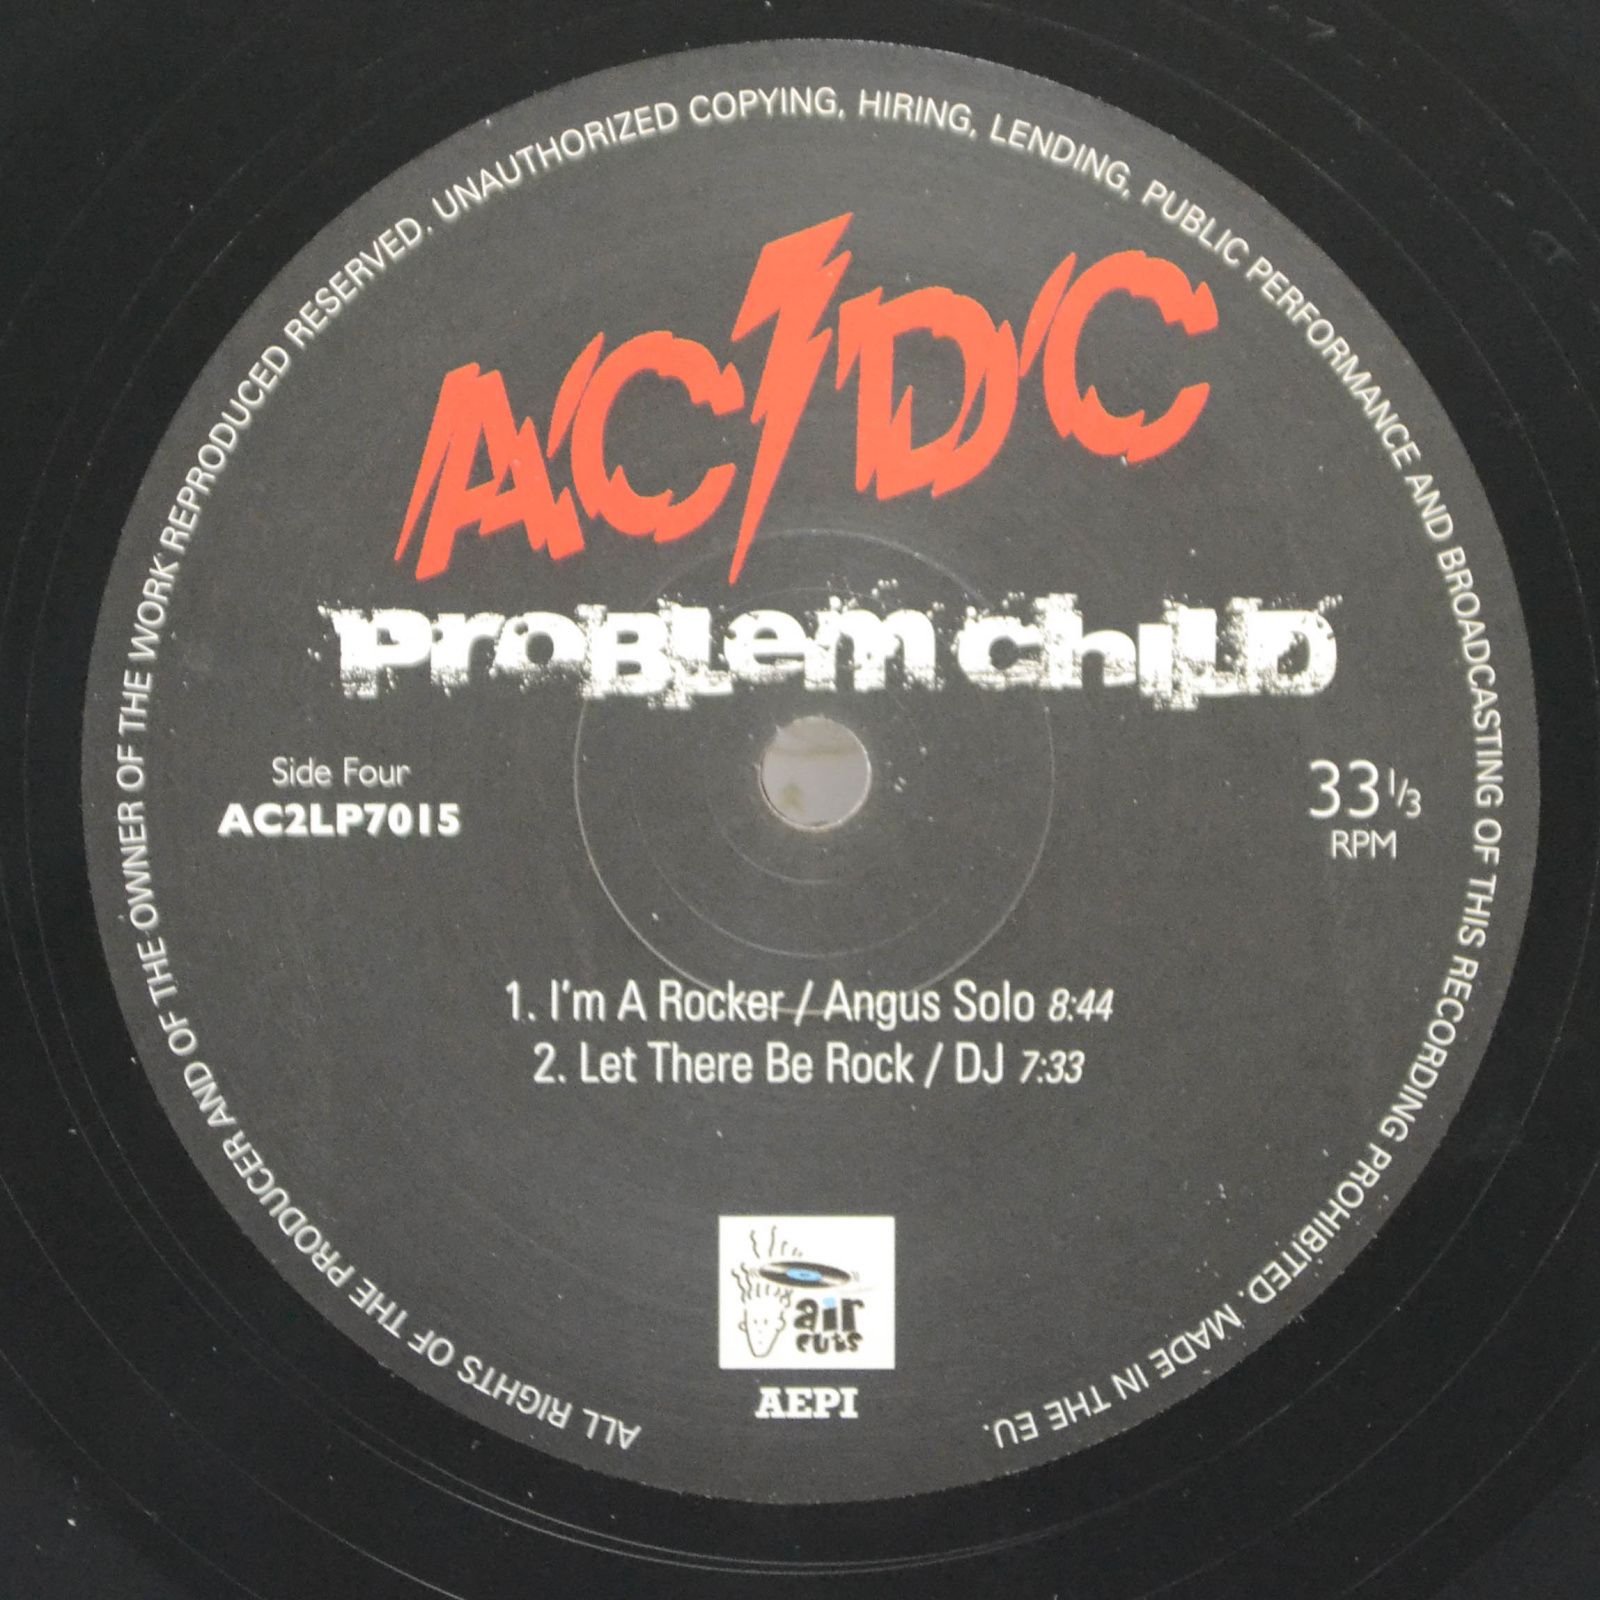 ALL RIGHTS OF THE PRODUCER AND OF THE OWNER OF THE WORK REPRODUCED RESERVED. UNAUTHORIZED COPYING, HIRING, LENDING, PUBLIC PERFORMANCE AND BROADCASTING OF THIS RECORDING PROHIBITED. MADE IN THE EU.
AC/DC
PROBLEM CHILD
Side Four
AC2LP7015
33 1/3
RPM
1. I'm A Rocker / Angus Solo 8:44
2. Let There Be Rock / DJ 7:33
air
cuts
AEPI